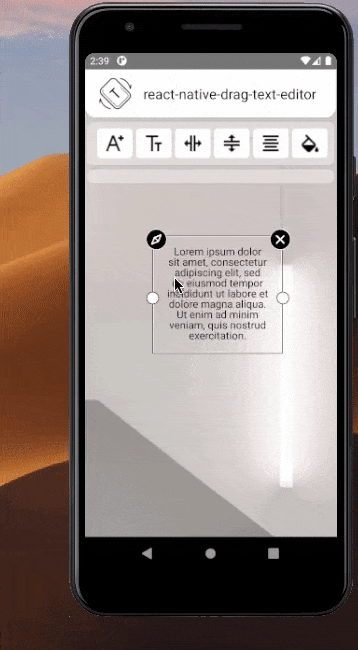 2:39
react-native-drag-text-editor
Lorem ipsum dolor
sit amet, consectetur
adipiscing elit, sed
eiusmod tempor
incididunt ut labore et
dolore magna aliqua.
Ut enim ad minim
veniam, quis nostrud
exercitation.